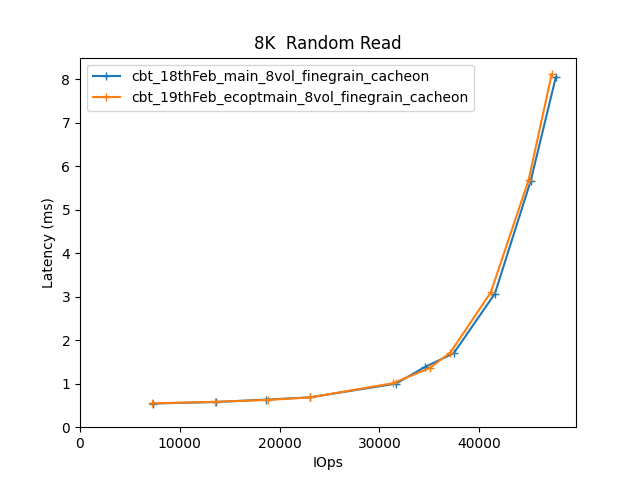 8K  Random Read
cbt_18thFeb_main_8vol_finegrain_cacheon
cbt_19thFeb_ecoptmain_8vol_finegrain_cacheon
8
7
6
5
4
3
2
1
0
Latency (ms)
0 10000 20000 30000 40000
IOps